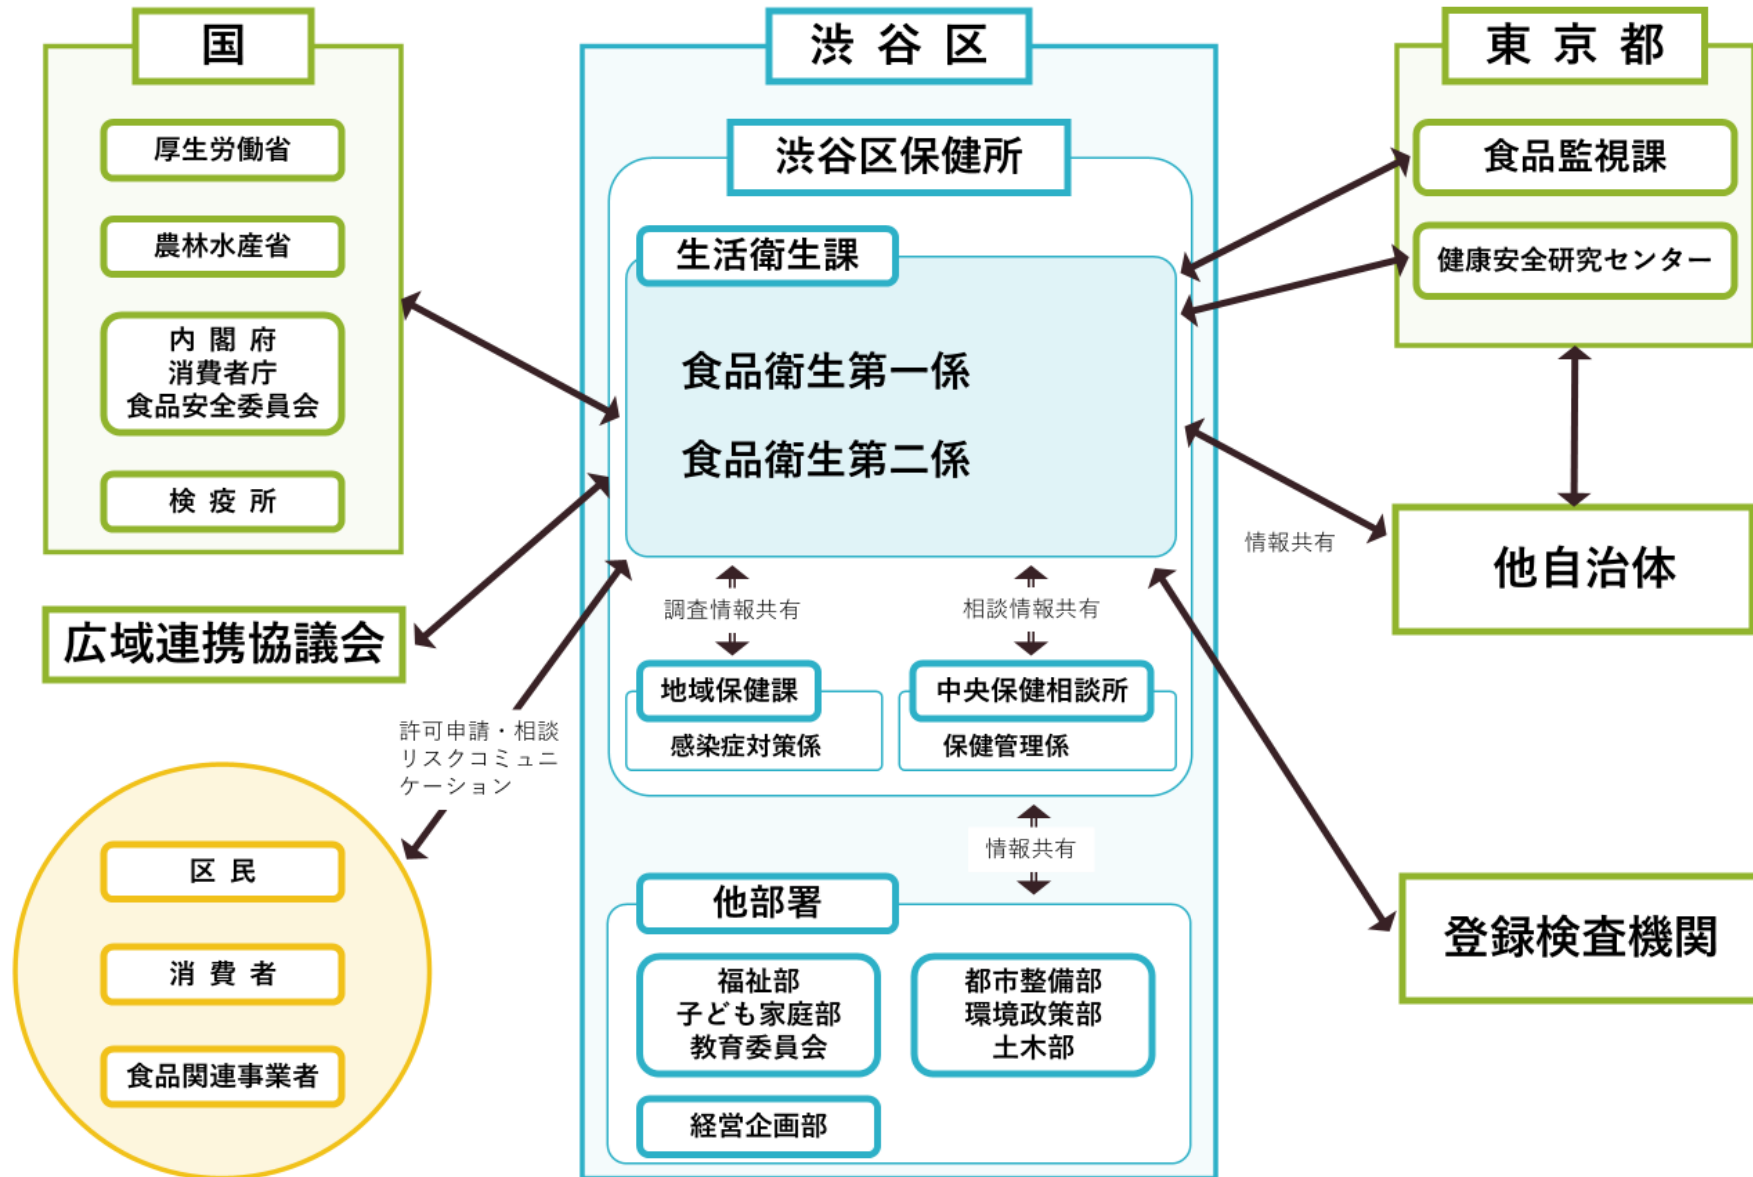 国
厚生労働省
農林水産省
内閣府
消費者庁
食品安全委員会
検疫所
広域連携協議会
許可申請・相談
リスクコミュニ
ケーション
区民
消費者
食品関連事業者
渋谷区
渋谷区保健所
生活衛生課
食品衛生第一係
食品衛生第二係
調査情報共有
相談情報共有
地域保健課
感染症対策係
中央保健相談所
保健管理係
情報共有
他部署
福祉部
子ども家庭部
教育委員会
都市整備部
環境政策部
土木部
経営企画部
東京都
食品監視課
健康安全研究センター
情報共有
他自治体
登録検査機関